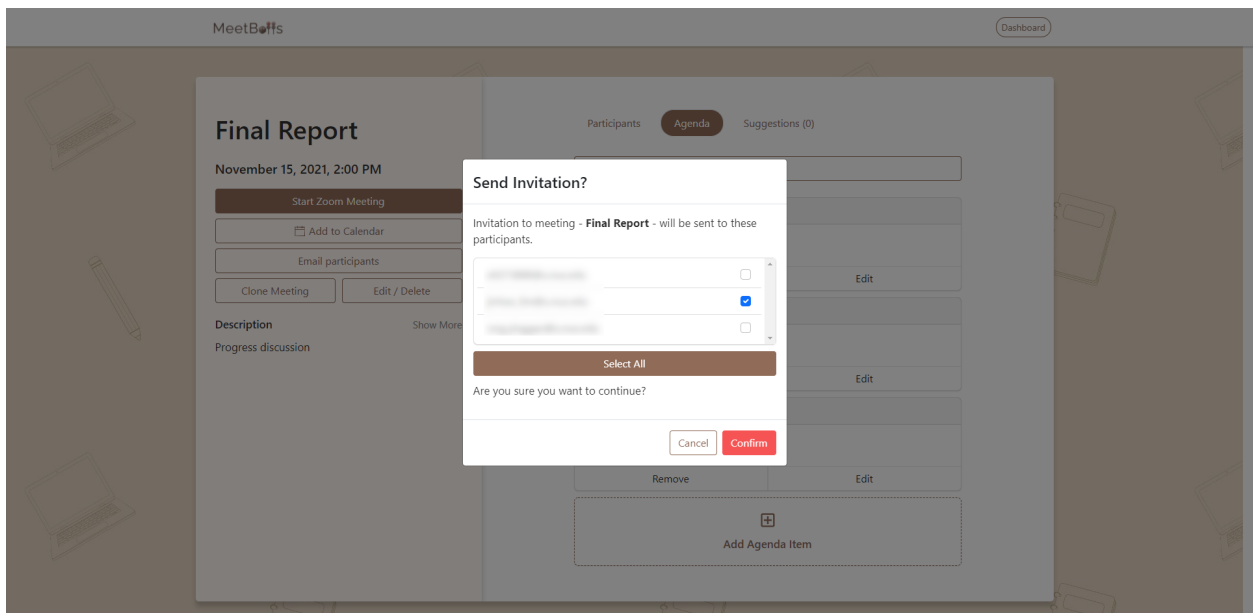 MeetBoffs
Dashboard
Final Report
November 15, 2021, 2:00 PM
Start Zoom Meeting
Add to Calendar
Email participants
Clone Meeting
Edit / Delete
Description
Show More
Progress discussion
Participants
Agenda
Suggestions (0)
Edit
Edit
Remove
Edit
Add Agenda Item
Send Invitation?
Invitation to meeting - Final Report - will be sent to these
participants.
Select All
Are you sure you want to continue?
Cancel
Confirm